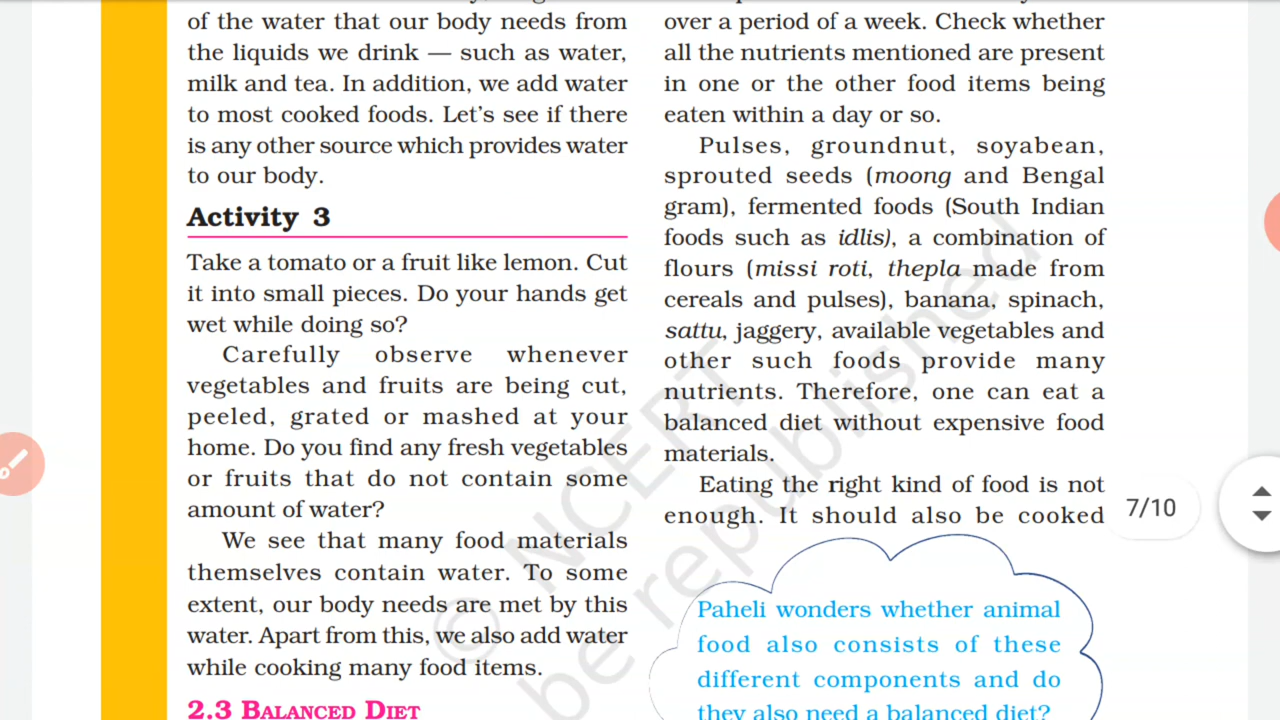 of the water that our body needs from
the liquids we drink — such as water,
milk and tea. In addition, we add water
to most cooked foods. Let's see if there
is any other source which provides water
to our body.
Activity 3
Take a tomato or a fruit like lemon. Cut
it into small pieces. Do your hands get
wet while doing so?
Carefully observe whenever
vegetables and fruits are being cut,
peeled, grated or mashed at your
home. Do you find any fresh vegetables
or fruits that do not contain some
amount of water?
We see that many food materials
themselves contain water. To some
extent, our body needs are met by this
water. Apart from this, we also add water
while cooking many food items.
2.3 BALANCED DIET
over a period of a week. Check whether
all the nutrients mentioned are present
in one or the other food items being
eaten within a day or so.
Pulses, groundnut, soyabean,
sprouted seeds (moong and Bengal
gram), fermented foods (South Indian
foods such as idlis), a combination of
flours (missi roti, thepla made from
cereals and pulses), banana, spinach,
sattu, jaggery, available vegetables and
other such foods provide many
nutrients. Therefore, one can eat a
balanced diet without expensive food
materials.
Eating the right kind of food is not
enough. It should also be cooked
Paheli wonders whether animal
food also consists of these
different components and do
they also need a balanced diet?
7/10
© NCERT
be republished